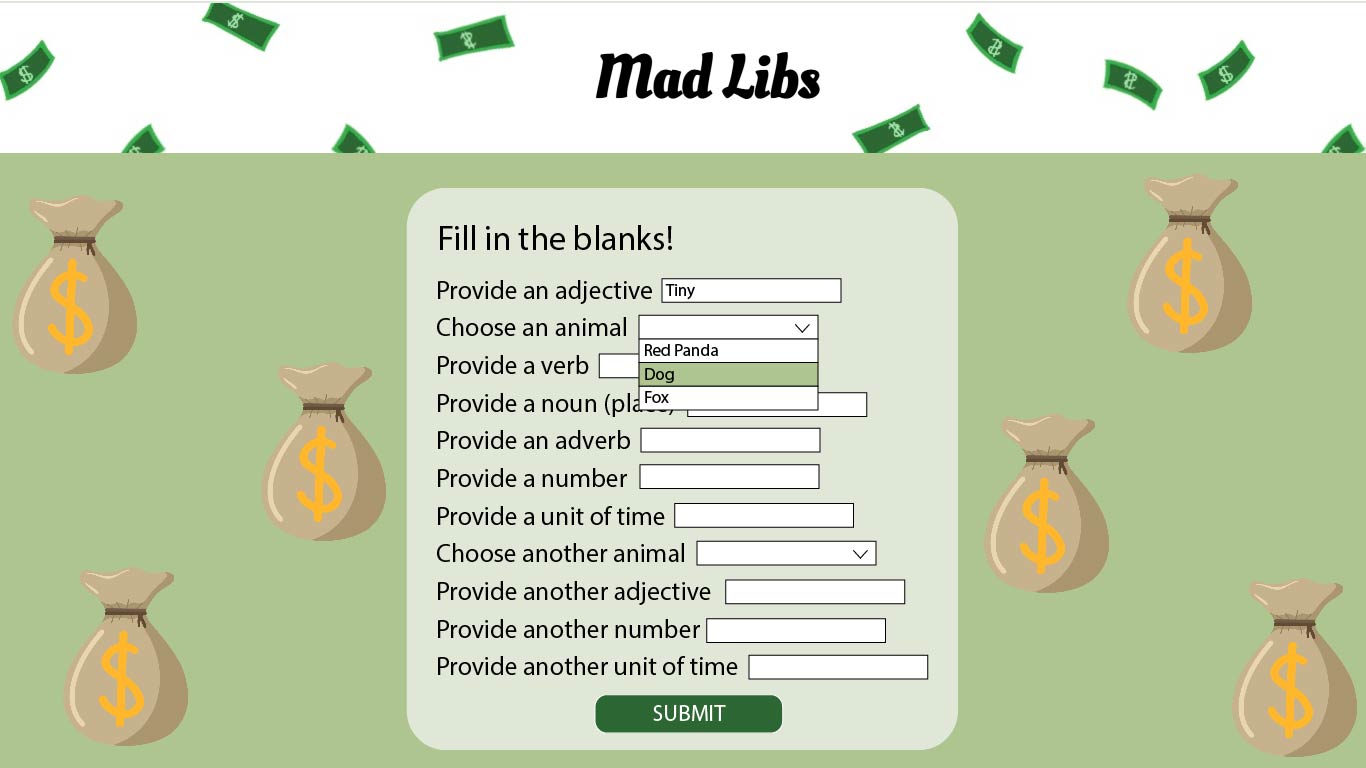 Mad Libs
Fill in the blanks!
Provide an adjective Tiny
Choose an animal
Red Panda
Provide a verb
Dog
Provide a noun (place)
Fox
Provide an adverb
Provide a number
Provide a unit of time
Choose another animal
Provide another adjective
Provide another number
Provide another unit of time
SUBMIT